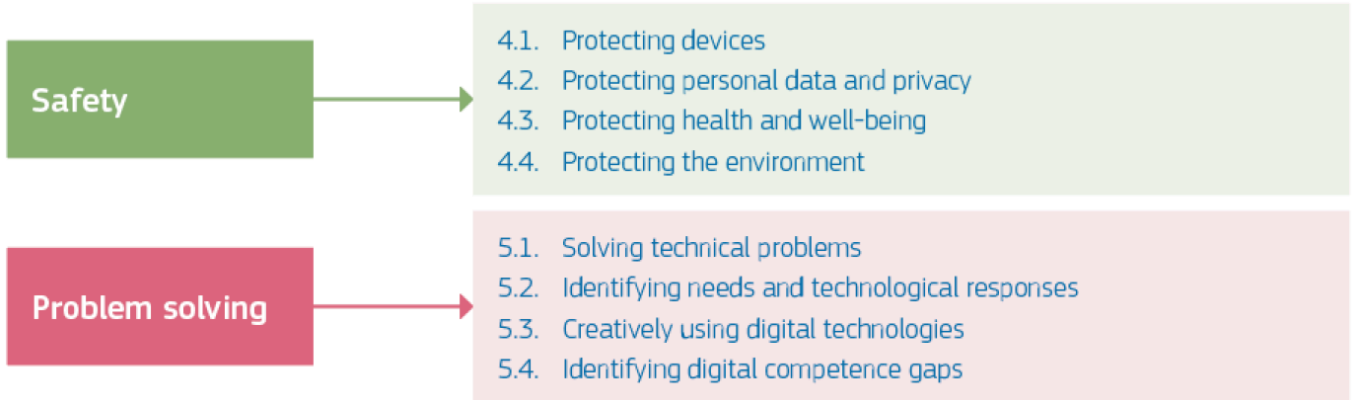 Safety
4.1. Protecting devices
4.2. Protecting personal data and privacy
4.3. Protecting health and well-being
4.4. Protecting the environment
Problem solving
5.1. Solving technical problems
5.2. Identifying needs and technological responses
5.3. Creatively using digital technologies
5.4. Identifying digital competence gaps